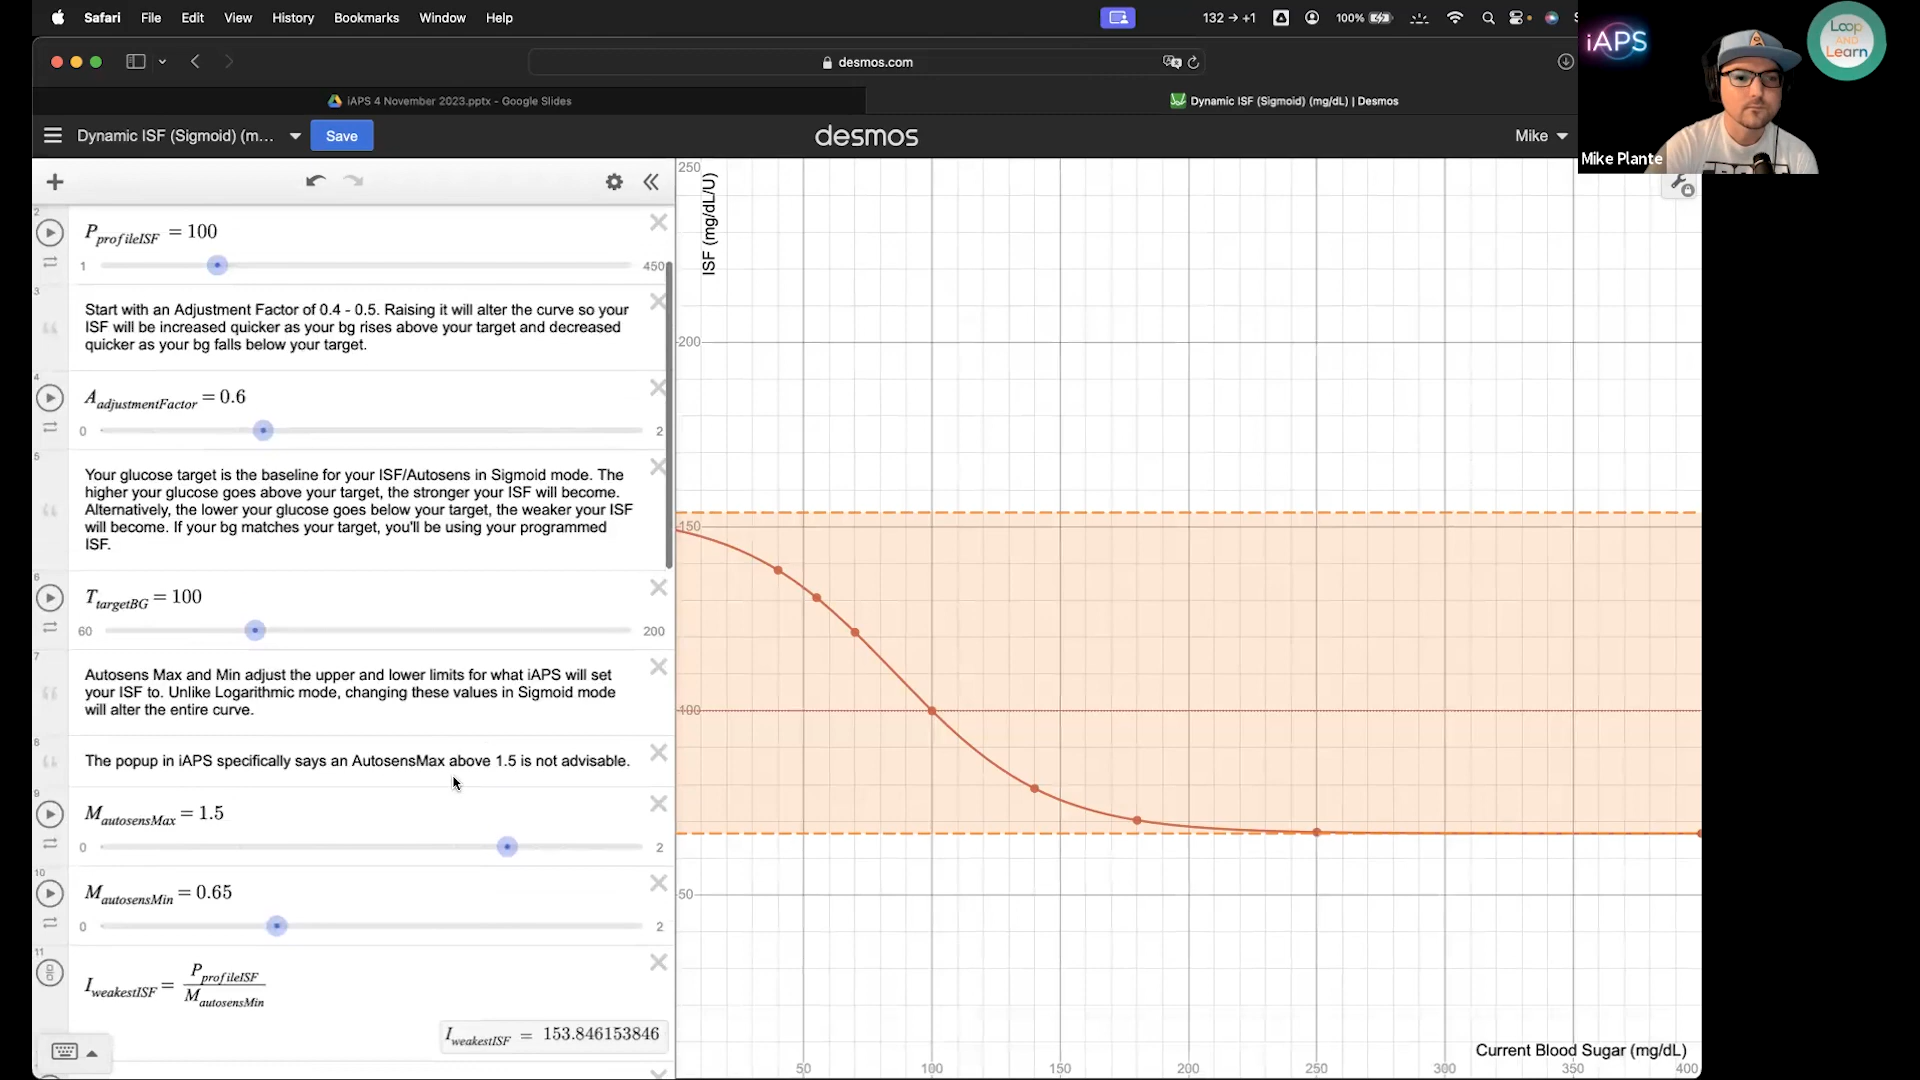 Safari File Edit View History Bookmarks Window Help
132 → +1
100%
iAPS
Loop
AND
Learn
Mike Plante
desmos.com
iAPS 4 November 2023.pptx - Google Slides
Dynamic ISF (Sigmoid) (mg/dL) | Desmos
Dynamic ISF (Sigmoid) (m...
Save
desmos
Mike
2
P profileISF = 100
1
450
3
Start with an Adjustment Factor of 0.4 - 0.5. Raising it will alter the curve so your
ISF will be increased quicker as your bg rises above your target and decreased
quicker as your bg falls below your target.
4
A adjustmentFactor = 0.6
0
2
5
Your glucose target is the baseline for your ISF/Autosens in Sigmoid mode. The
higher your glucose goes above your target, the stronger your ISF will become.
Alternatively, the lower your glucose goes below your target, the weaker your ISF
will become. If your bg matches your target, you'll be using your programmed
ISF.
6
T targetBG = 100
60
200
7
Autosens Max and Min adjust the upper and lower limits for what iAPS will set
your ISF to. Unlike Logarithmic mode, changing these values in Sigmoid mode
will alter the entire curve.
8
The popup in iAPS specifically says an AutosensMax above 1.5 is not advisable.
9
M autosensMax = 1.5
0
2
10
M autosensMin = 0.65
0
2
11
I weakestISF = P profileISF / M autosensMin
I weakestISF = 153.846153846
ISF (mg/dL/U)
250
200
150
100
50
50 100 150 200 250 300 350 400
Current Blood Sugar (mg/dL)